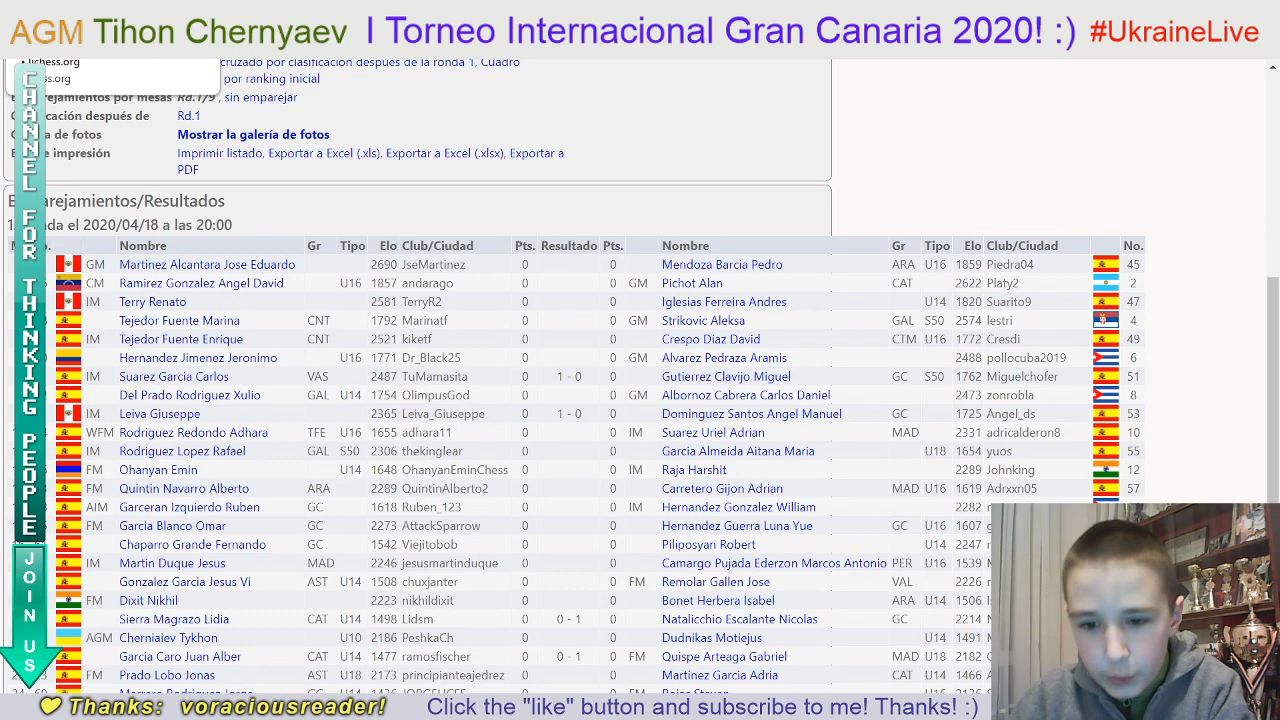 AGM Tihon Chernyaev I Torneo Internacional Gran Canaria 2020! :) #UkraineLive
CHANNEL FOR THINKING PEOPLE
JOIN US
lichess.org
cruzado por clasificación después de la ronda 1, Cuadro
por ranking inicial
por mesas Rd.1/9 , sin emparejar
después de Rd.1
de fotos Mostrar la galería de fotos
impresión Imprimir listado, Exportar a Excel (.xls), Exportar a Excel (.xlsx), Exportar a
PDF
arejamientos/Resultados
el 2020/04/18 a las 20:00
Nombre Gr Tipo Elo Club/Ciudad Pts. Resultado Pts. Nombre Gr Tipo Elo Club/Ciudad No.
GM Martinez Alcantara Jose Eduardo 2690 JseMartinez 0 0 Mendoza Barcia Pedro ARA U16 1859 Piedra04 45
CM Ramirez Gonzalez Angel David U16 1857 andarago 0 0 GM Pichot Alan CAT 2622 Platy2 2
IM Terry Renato 2581 TerryR2 0 0 Iglesias Ferreira Andres U14 1820 Suarito9 47
Tejedor Fuente Marina CNT 1792 Marinatf 0 0 GM Strikovic Aleksa GAL S50 2574 lestri 4
IM Tejedor Fuente Enrique CNT 2521 0 0 Crespo Diaz David CTM U16 1772 Cresdi 49
Hernandez Jimenez Jeronimo U16 1771 Dr_Black25 0 0 GM Alvarez Pedraza Aramis 2488 pollocuba2019 6
IM Suarez Garcia Carlos VAS 2487 LaMamasita 0 1 - 0 0 Gutierrez Clavijo Miguel GC S50 1762 Miguelchofer 51
Del Prado Rodriguez Xulio GAL U14 1754 OlimpusGod 0 0 GM Albornoz Cabrera Carlos Daniel 2473 zonrobla 8
IM Leiva Giuseppe 2365 Leiva_Giuseppe 0 1 - 0 0 Dominguez Santos Angel Manuel GC 1725 Angel_ds 53
WFM Rodriguez Redondo Adhara TFE U16 1655 0 0 IM Suarez Uriel Adrian MAD 2331 adricalderon8 10
IM Rodriguez Lopez Rafael GAL S50 2306 thekinglear 0 0 Garcia Almeida Aitana Maria U18 1654 yuos 55
FM Ohanyan Emin U14 1648 OhanyanEminChess 0 0 IM Raja Harshit 2289 Johnking 12
FM Quintin Navarro Alberto ARA 2289 QuintinAlberto2 0 0 Carretero Gijon Adrian MAD U16 1619 Adrxxn05 57
AIM Garceran Izquierdo Ruben GC 1618 Ruben_123 0 0 IM Hernandez Gonzalez William 2282
FM Garcia Blanco Omar GC 2273 AttackSparrow 0 0 Hernandez Guerra Luna Yue GC U16 1607
Chaparro Grande Fernando GC 1542 Viejitobob 0 0 Piliposyan Robert U14 2247
IM Martin Duque Jesus MAD 2246 jesusmartinduque 0 0 Camargo Pujada Ederzon Marcos Antonio PER U16 1539
Gonzalez Garcia Jesus Vi AST U14 1508 chuxjanter 0 0 FM Remolar Gallen Jose VAL 2226
FM Dixit Nikhil 2223 nikhildixit 0 0 Bonet Herbera Isabel ARA U14 1506
Sierra Magrazo Lidia CAT U14 1498 Lidsm 0 0 - 1 0 Natalicchio Escalante Nicolas GC 2214
AGM Cherniaiev Tykhon U10 2186 PeshkaCh 0 0 Dudnikas Motiejus U14 1491
Garcia Caro Juan Alber CAT U14 1477 ramosfischer 0 0 - 1 0 FM Quispe Arteaga Gabriel MAD U18 2182
FM Prado Lobo Jonas AST U18 2173 principianteajedrez 0 0 Martinez Garcia Adria CAT U14 1466
Thanks: voraciousreader! Click the "like" button and subscribe to me! Thanks! :)